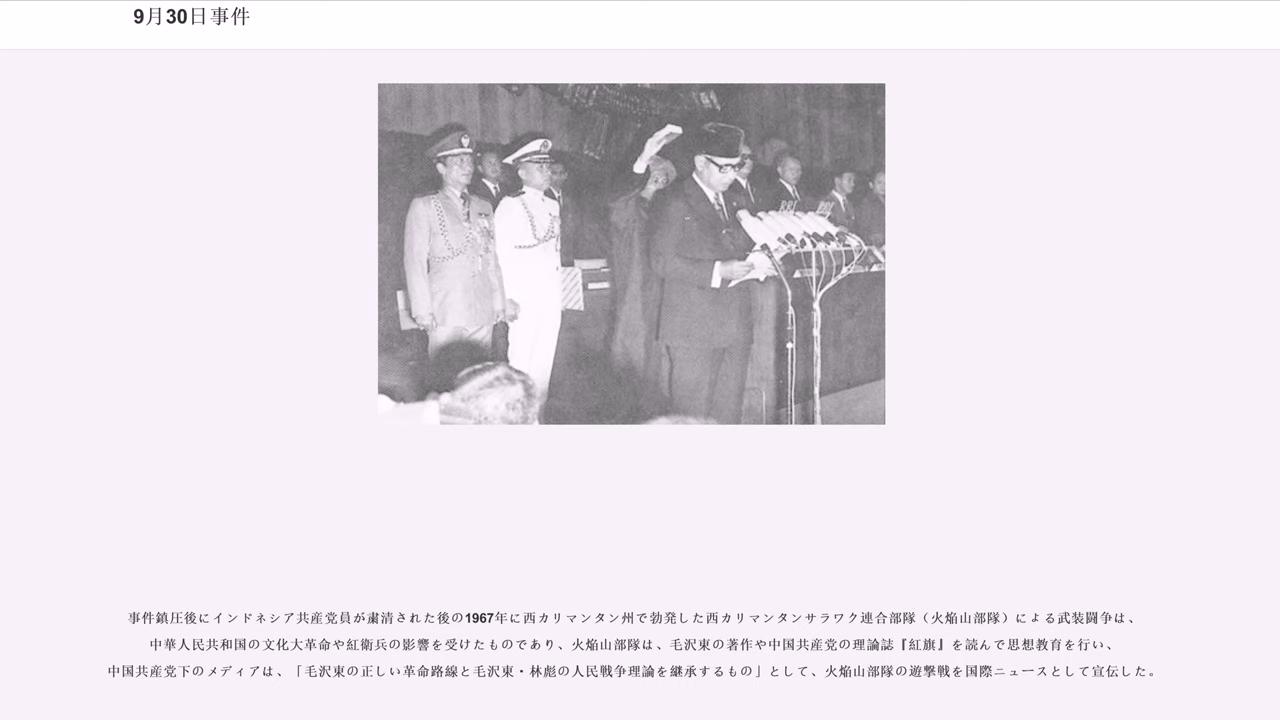 9月30日事件
RRI
RRI
事件鎮圧後にインドネシア共産党員が粛清された後の1967年に西カリマンタン州で勃発した西カリマンタンサラワク連合部隊（火焔山部隊）による武装闘争は、
中華人民共和国の文化大革命や紅衛兵の影響を受けたものであり、火焔山部隊は、毛沢東の著作や中国共産党の理論誌『紅旗』を読んで思想教育を行い、
中国共産党下のメディアは、「毛沢東の正しい革命路線と毛沢東・林彪の人民戦争理論を継承するもの」として、火焔山部隊の遊撃戦を国際ニュースとして宣伝した。